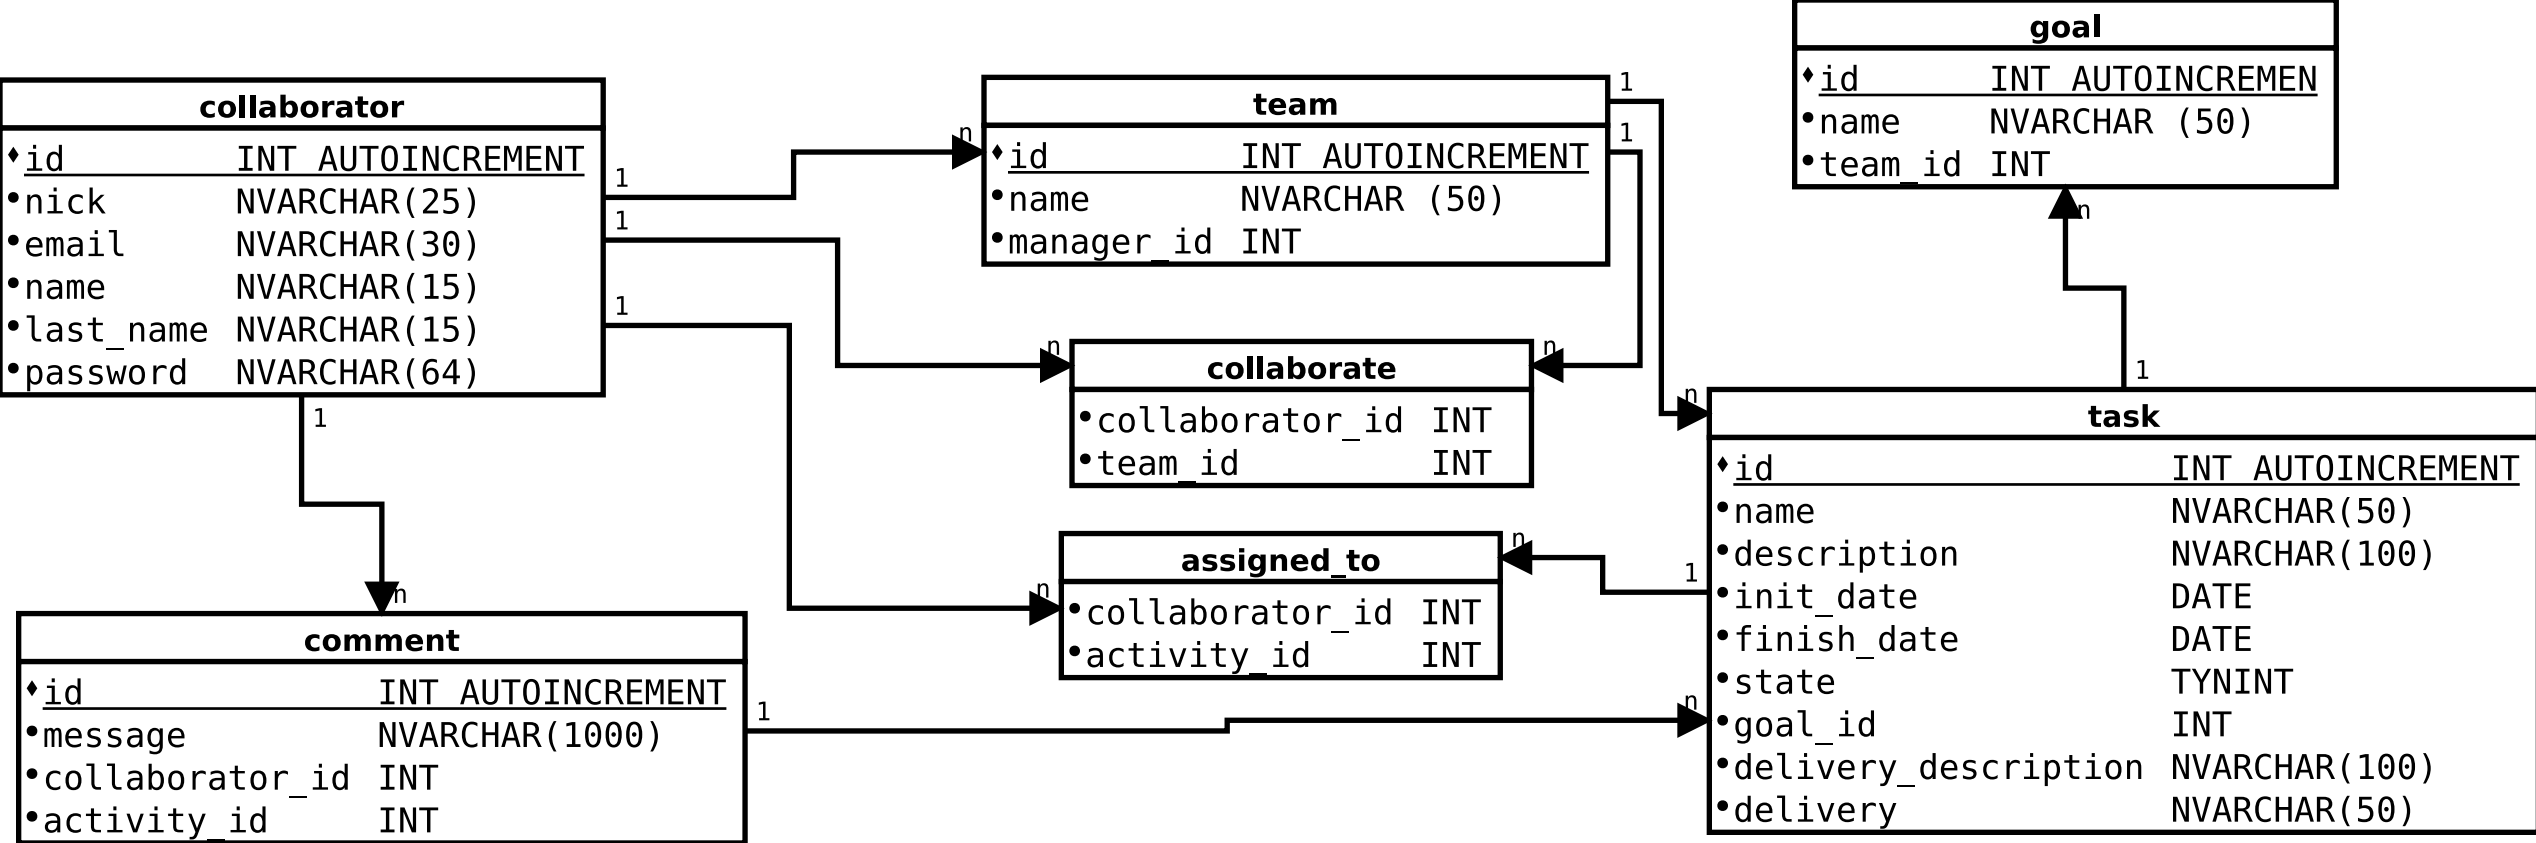 collaborator
id INT AUTOINCREMENT
nick NVARCHAR(25)
email NVARCHAR(30)
name NVARCHAR(15)
last_name NVARCHAR(15)
password NVARCHAR(64)
1
1
1
1
n
team
id INT AUTOINCREMENT
name NVARCHAR (50)
manager_id INT
1
1
goal
id INT AUTOINCREMEN
name NVARCHAR (50)
team_id INT
n
n
collaborate
n
collaborator_id INT
team_id INT
n
assigned_to
n
collaborator_id INT
activity_id INT
1
n
1
task
id INT AUTOINCREMENT
name NVARCHAR(50)
description NVARCHAR(100)
init_date DATE
finish_date DATE
state TYNINT
goal_id INT
delivery_description NVARCHAR(100)
delivery NVARCHAR(50)
n
n
comment
id INT AUTOINCREMENT
message NVARCHAR(1000)
collaborator_id INT
activity_id INT
1